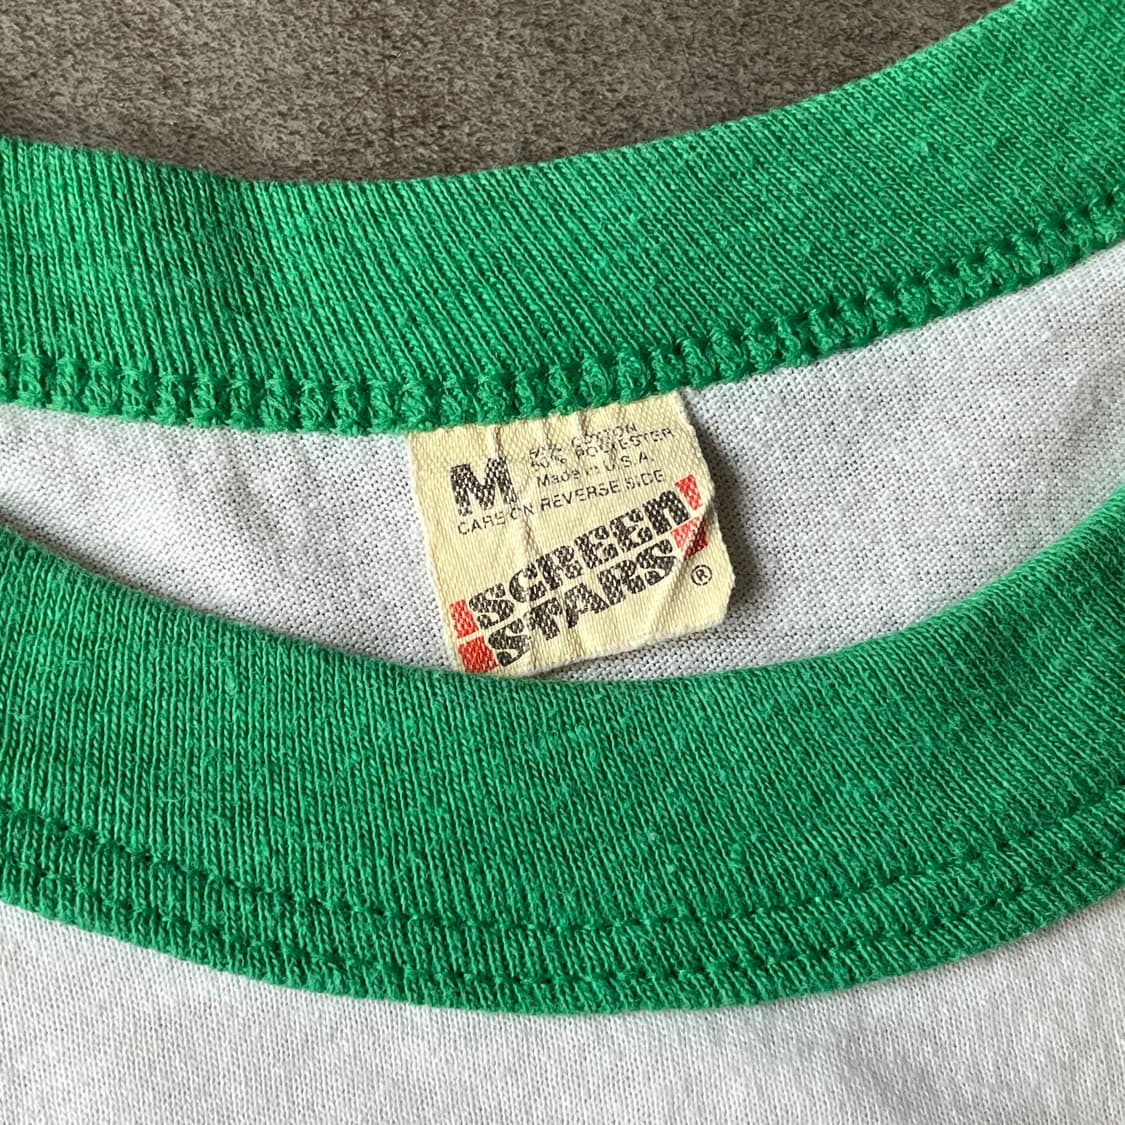 M
50% COTTON
50% POLYESTER
Made in U.S.A.
CARE ON REVERSE SIDE
SCREEN
STARS
®